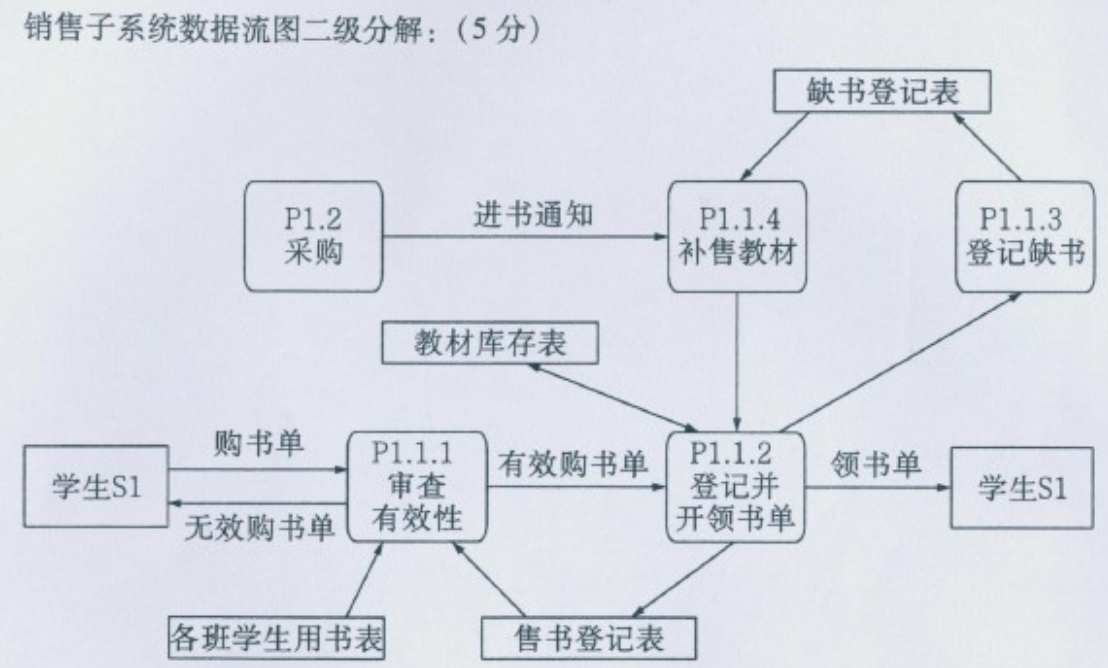 销售子系统数据流图二级分解：(5 分)
缺书登记表
P1.2
采购
进书通知
P1.1.4
补售教材
P1.1.3
登记缺书
教材库存表
学生S1
购书单
无效购书单
P1.1.1
审查
有效性
有效购书单
P1.1.2
登记并
开领书单
领书单
学生S1
各班学生用书表
售书登记表